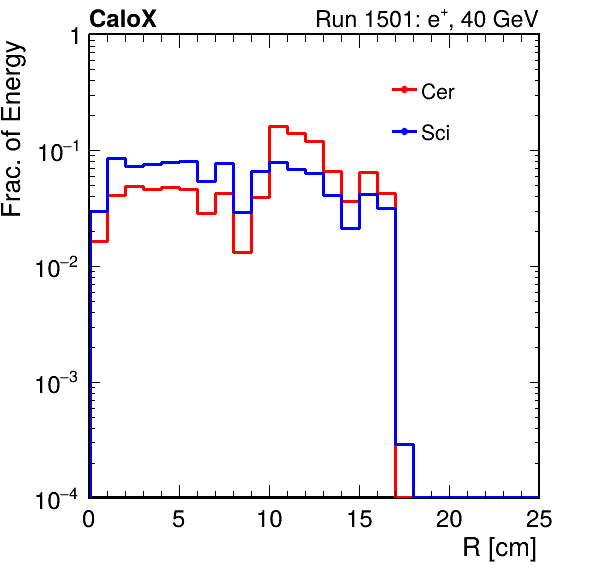 CaloX Run 1501: e⁺, 40 GeV
Frac. of Energy
1
10⁻¹
10⁻²
10⁻³
10⁻⁴
Cer
Sci
0 5 10 15 20 25
R [cm]